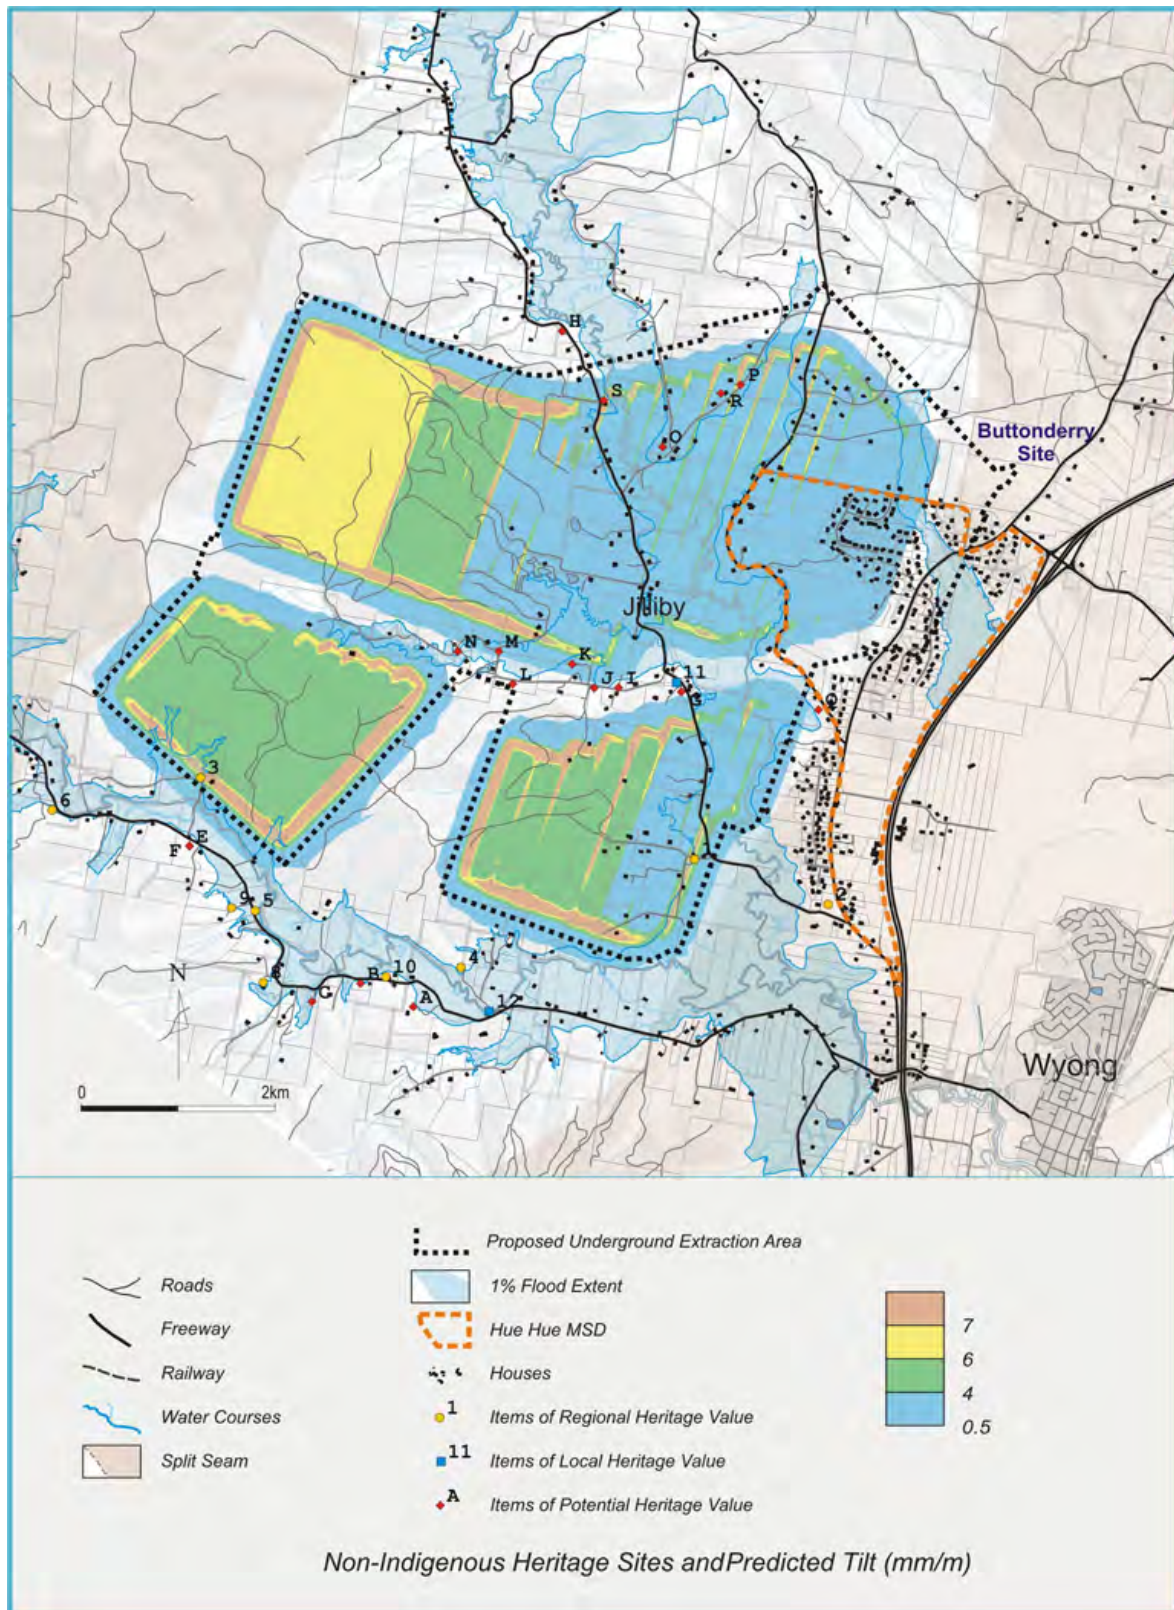 H
S
P
R
O
Buttonderry
Site
Jilliby
N
M
K
L
J
I
11
G
Q
3
6
E
F
9
5
2
4
8
B
10
C
A
12
N
0
2km
Wyong
Proposed Underground Extraction Area
Roads
1% Flood Extent
Freeway
Hue Hue MSD
7
Railway
Houses
6
Water Courses
1
Items of Regional Heritage Value
4
0.5
Split Seam
11
Items of Local Heritage Value
A
Items of Potential Heritage Value
Non-Indigenous Heritage Sites andPredicted Tilt (mm/m)